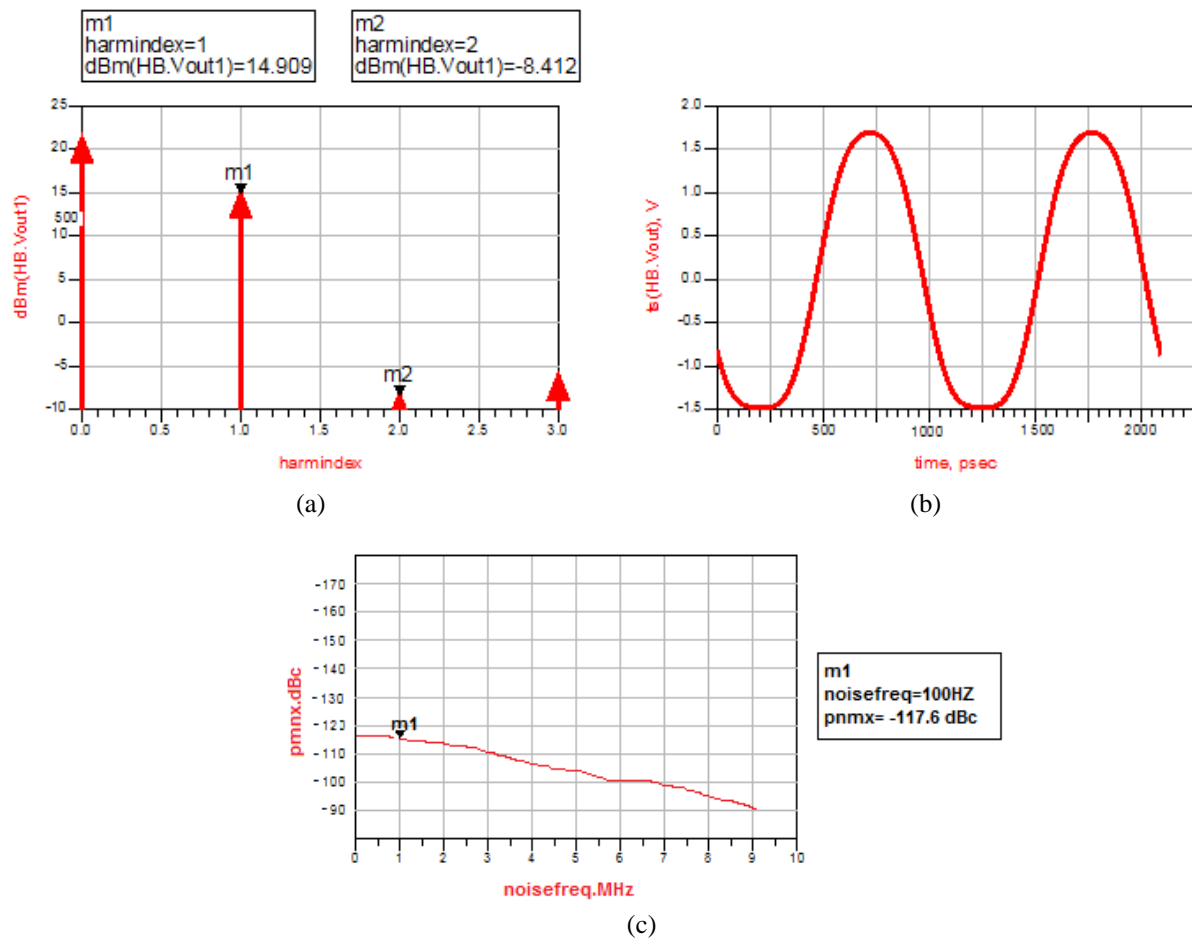 m1
harmindex=1
dBm(HB.Vout1)=14.909
m2
harmindex=2
dBm(HB.Vout1)=-8.412
25
20
15
10
5
0
-5
-10
500
m1
m2
dBm(HB.Vout1)
0.0 0.5 1.0 1.5 2.0 2.5 3.0
harmindex
(a)
2.0
1.5
1.0
0.5
0.0
-0.5
-1.0
-1.5
ts(HB.Vout), V
0 500 1000 1500 2000
time, psec
(b)
-170
-160
-150
-140
-130
-120
-110
-100
-90
pmnx.dBc
m1
0 1 2 3 4 5 6 7 8 9 10
noisefreq.MHz
m1
noisefreq=100HZ
pnmx= -117.6 dBc
(c)